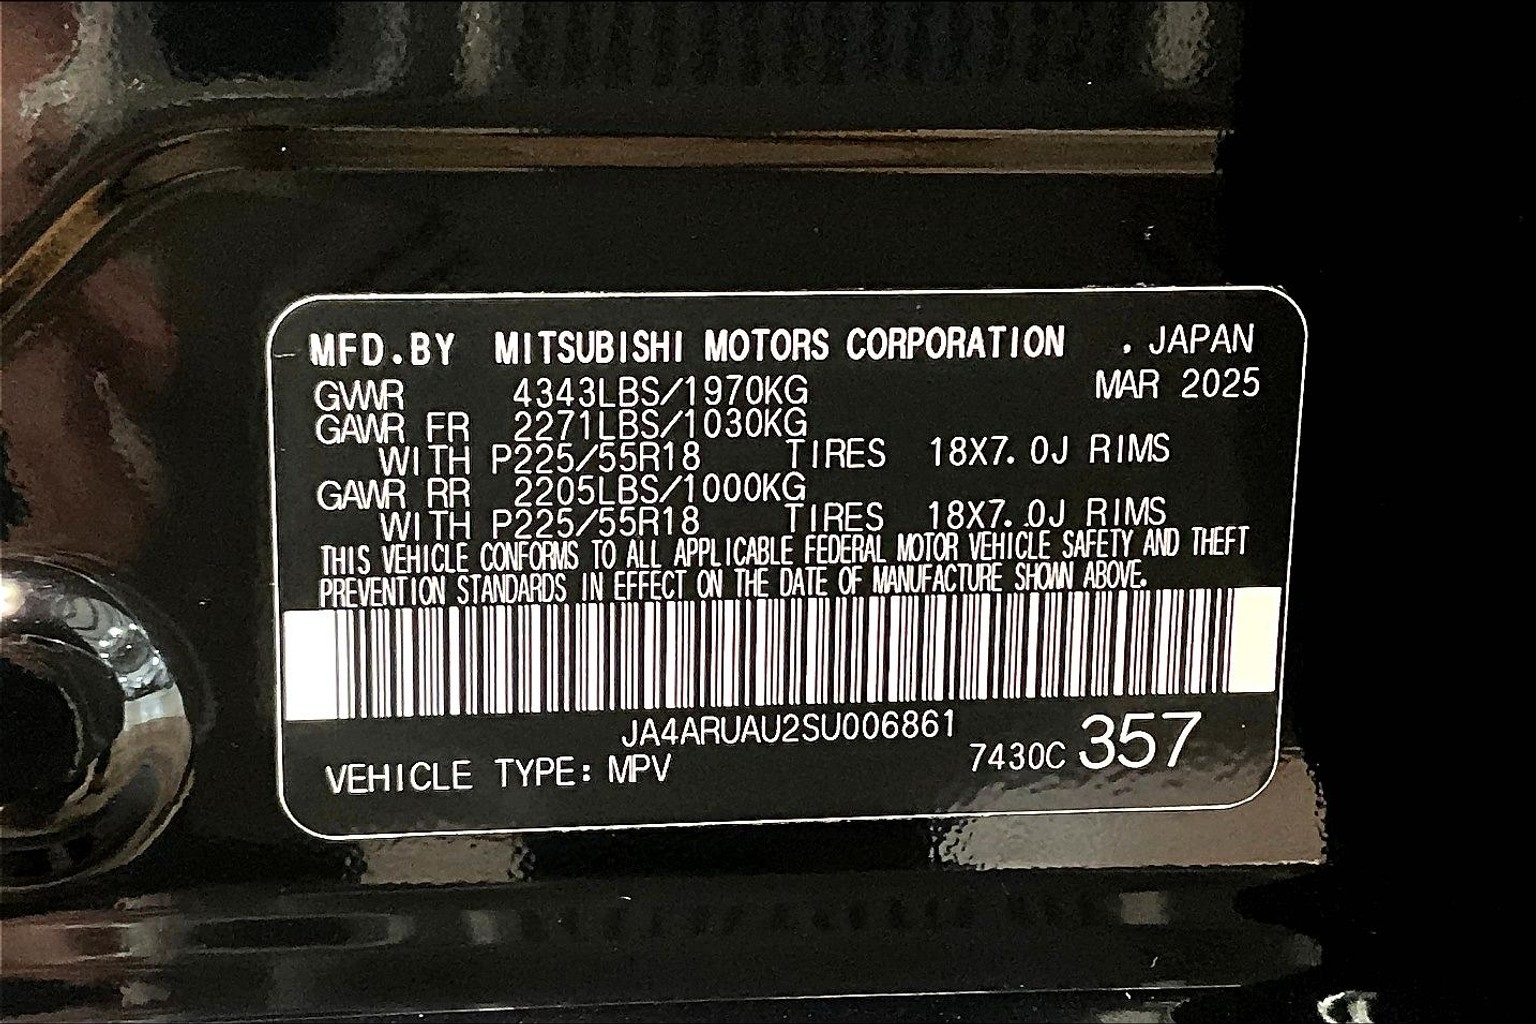 MFD.BY MITSUBISHI MOTORS CORPORATION . JAPAN
GVWR 4343LBS/1970KG MAR 2025
GAWR FR 2271LBS/1030KG
WITH P225/55R18 TIRES 18X7.0J RIMS
GAWR RR 2205LBS/1000KG
WITH P225/55R18 TIRES 18X7.0J RIMS
THIS VEHICLE CONFORMS TO ALL APPLICABLE FEDERAL MOTOR VEHICLE SAFETY AND THEFT
PREVENTION STANDARDS IN EFFECT ON THE DATE OF MANUFACTURE SHOWN ABOVE.
JA4ARUAU2SU006861
VEHICLE TYPE: MPV 7430C 357